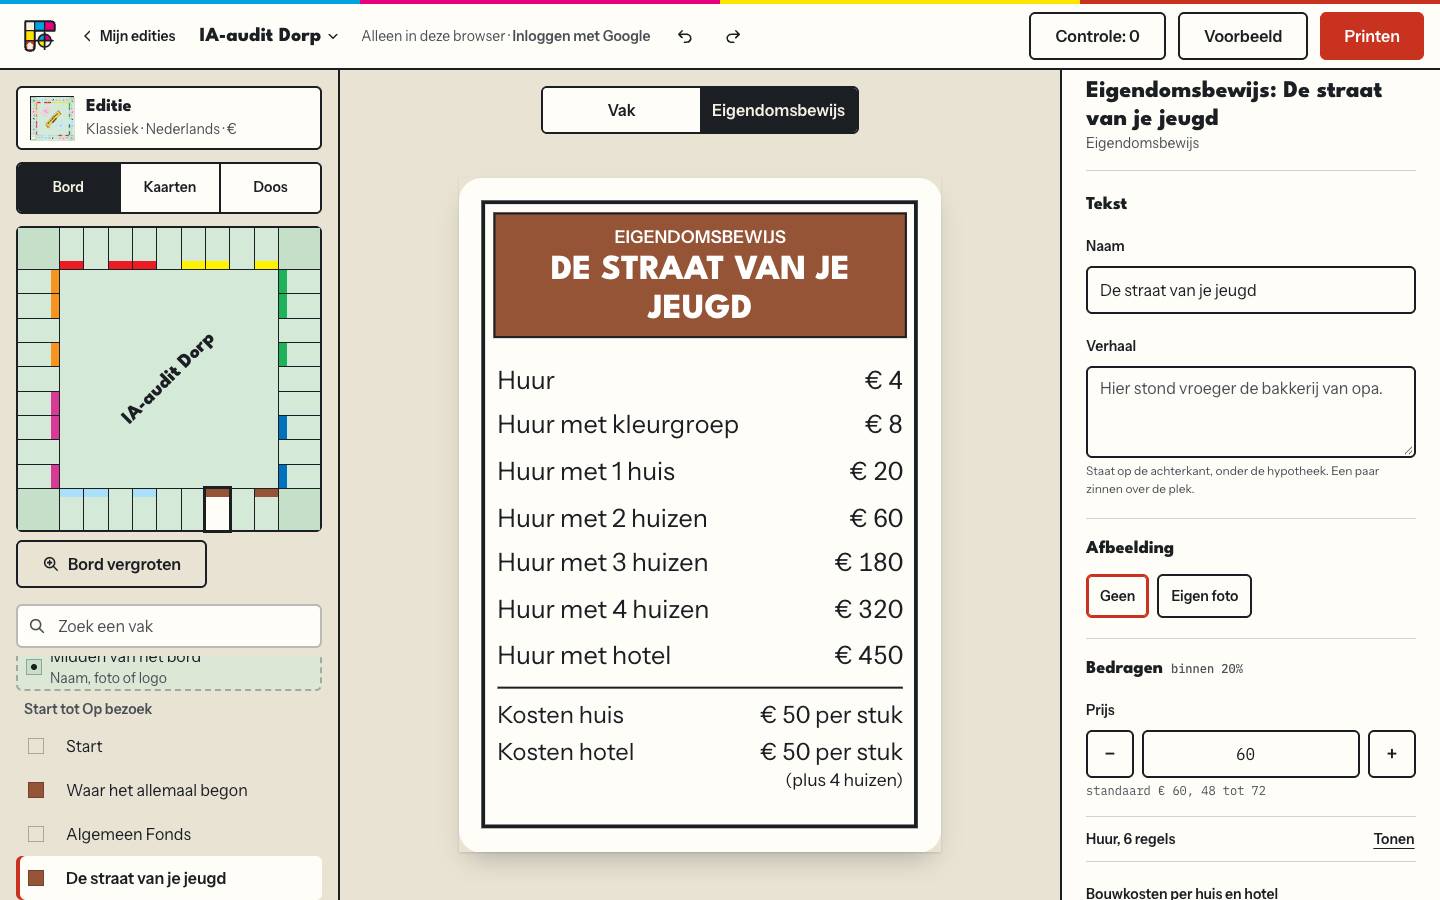 Mijn edities
IA-audit Dorp
Alleen in deze browser · Inloggen met Google
Controle: 0
Voorbeeld
Printen
Editie
Klassiek · Nederlands · €
Bord
Kaarten
Doos
IA-audit Dorp
Bord vergroten
Zoek een vak
Midden van het bord
Naam, foto of logo
Start tot Op bezoek
Start
Waar het allemaal begon
Algemeen Fonds
De straat van je jeugd
Vak
Eigendomsbewijs
EIGENDOMSBEWIJS
DE STRAAT VAN JE
JEUGD
Huur € 4
Huur met kleurgroep € 8
Huur met 1 huis € 20
Huur met 2 huizen € 60
Huur met 3 huizen € 180
Huur met 4 huizen € 320
Huur met hotel € 450
Kosten huis € 50 per stuk
Kosten hotel € 50 per stuk
(plus 4 huizen)
Eigendomsbewijs: De straat
van je jeugd
Eigendomsbewijs
Tekst
Naam
De straat van je jeugd
Verhaal
Hier stond vroeger de bakkerij van opa.
Staat op de achterkant, onder de hypotheek. Een paar
zinnen over de plek.
Afbeelding
Geen
Eigen foto
Bedragen binnen 20%
Prijs
− 60 +
standaard € 60, 48 tot 72
Huur, 6 regels Tonen
Bouwkosten per huis en hotel